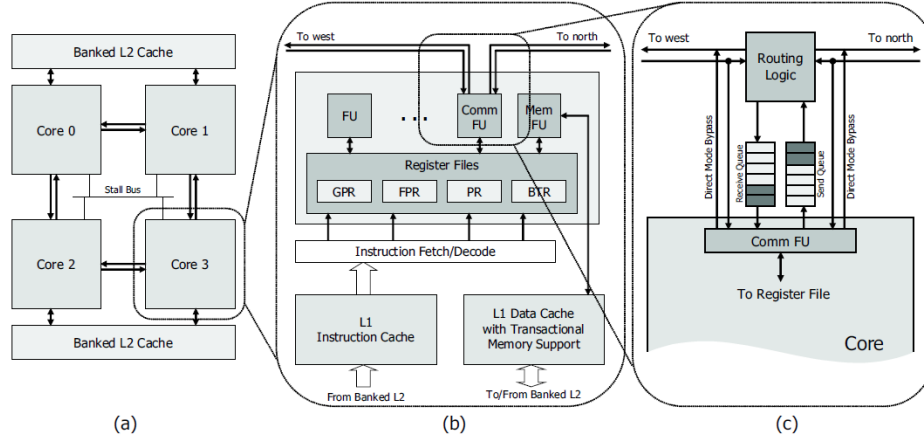 Banked L2 Cache
Core 0
Core 1
Stall Bus
Core 2
Core 3
Banked L2 Cache
(a)
To west
To north
FU
...
Comm
FU
Mem
FU
Register Files
GPR
FPR
PR
BTR
Instruction Fetch/Decode
L1
Instruction Cache
L1 Data Cache
with Transactional
Memory Support
From Banked L2
To/From Banked L2
(b)
To west
To north
Routing
Logic
Direct Mode Bypass
Receive Queue
Send Queue
Direct Mode Bypass
Comm FU
To Register File
Core
(c)